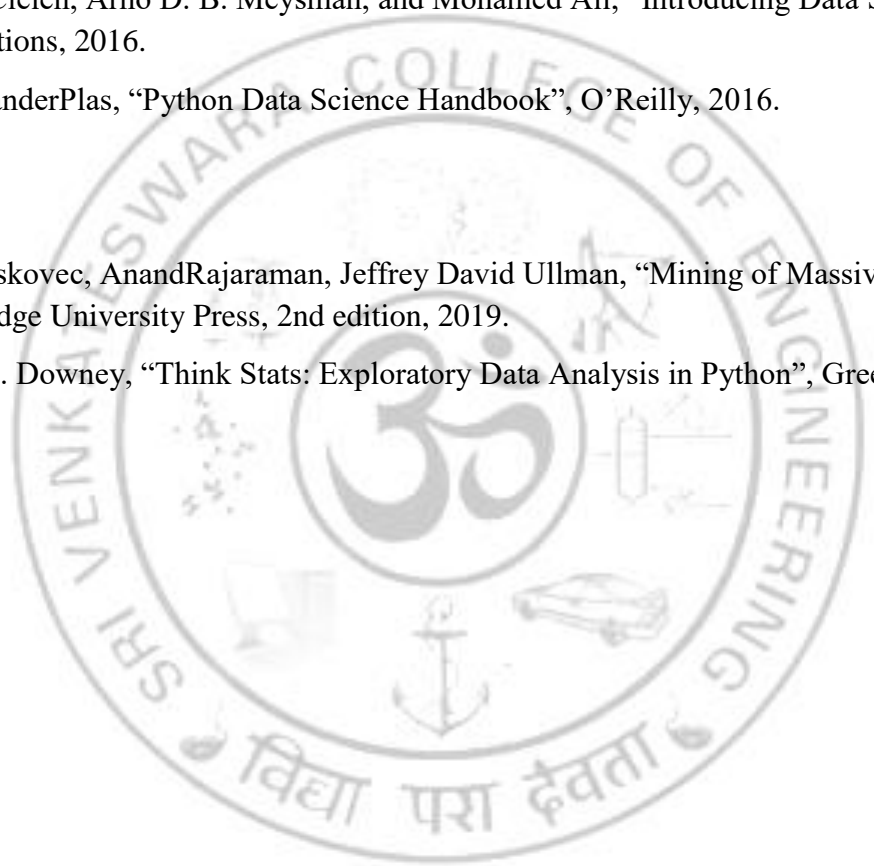 Cielen, Arno D. B. Meysman, and Mohamed Ali, “Introducing Data S
tions, 2016.
anderPlas, “Python Data Science Handbook”, O’Reilly, 2016.
skovec, AnandRajaraman, Jeffrey David Ullman, “Mining of Massiv
dge University Press, 2nd edition, 2019.
. Downey, “Think Stats: Exploratory Data Analysis in Python”, Gree
SRI VENKATESWARA COLLEGE OF ENGINEERING
ॐ
विद्या परा देवता